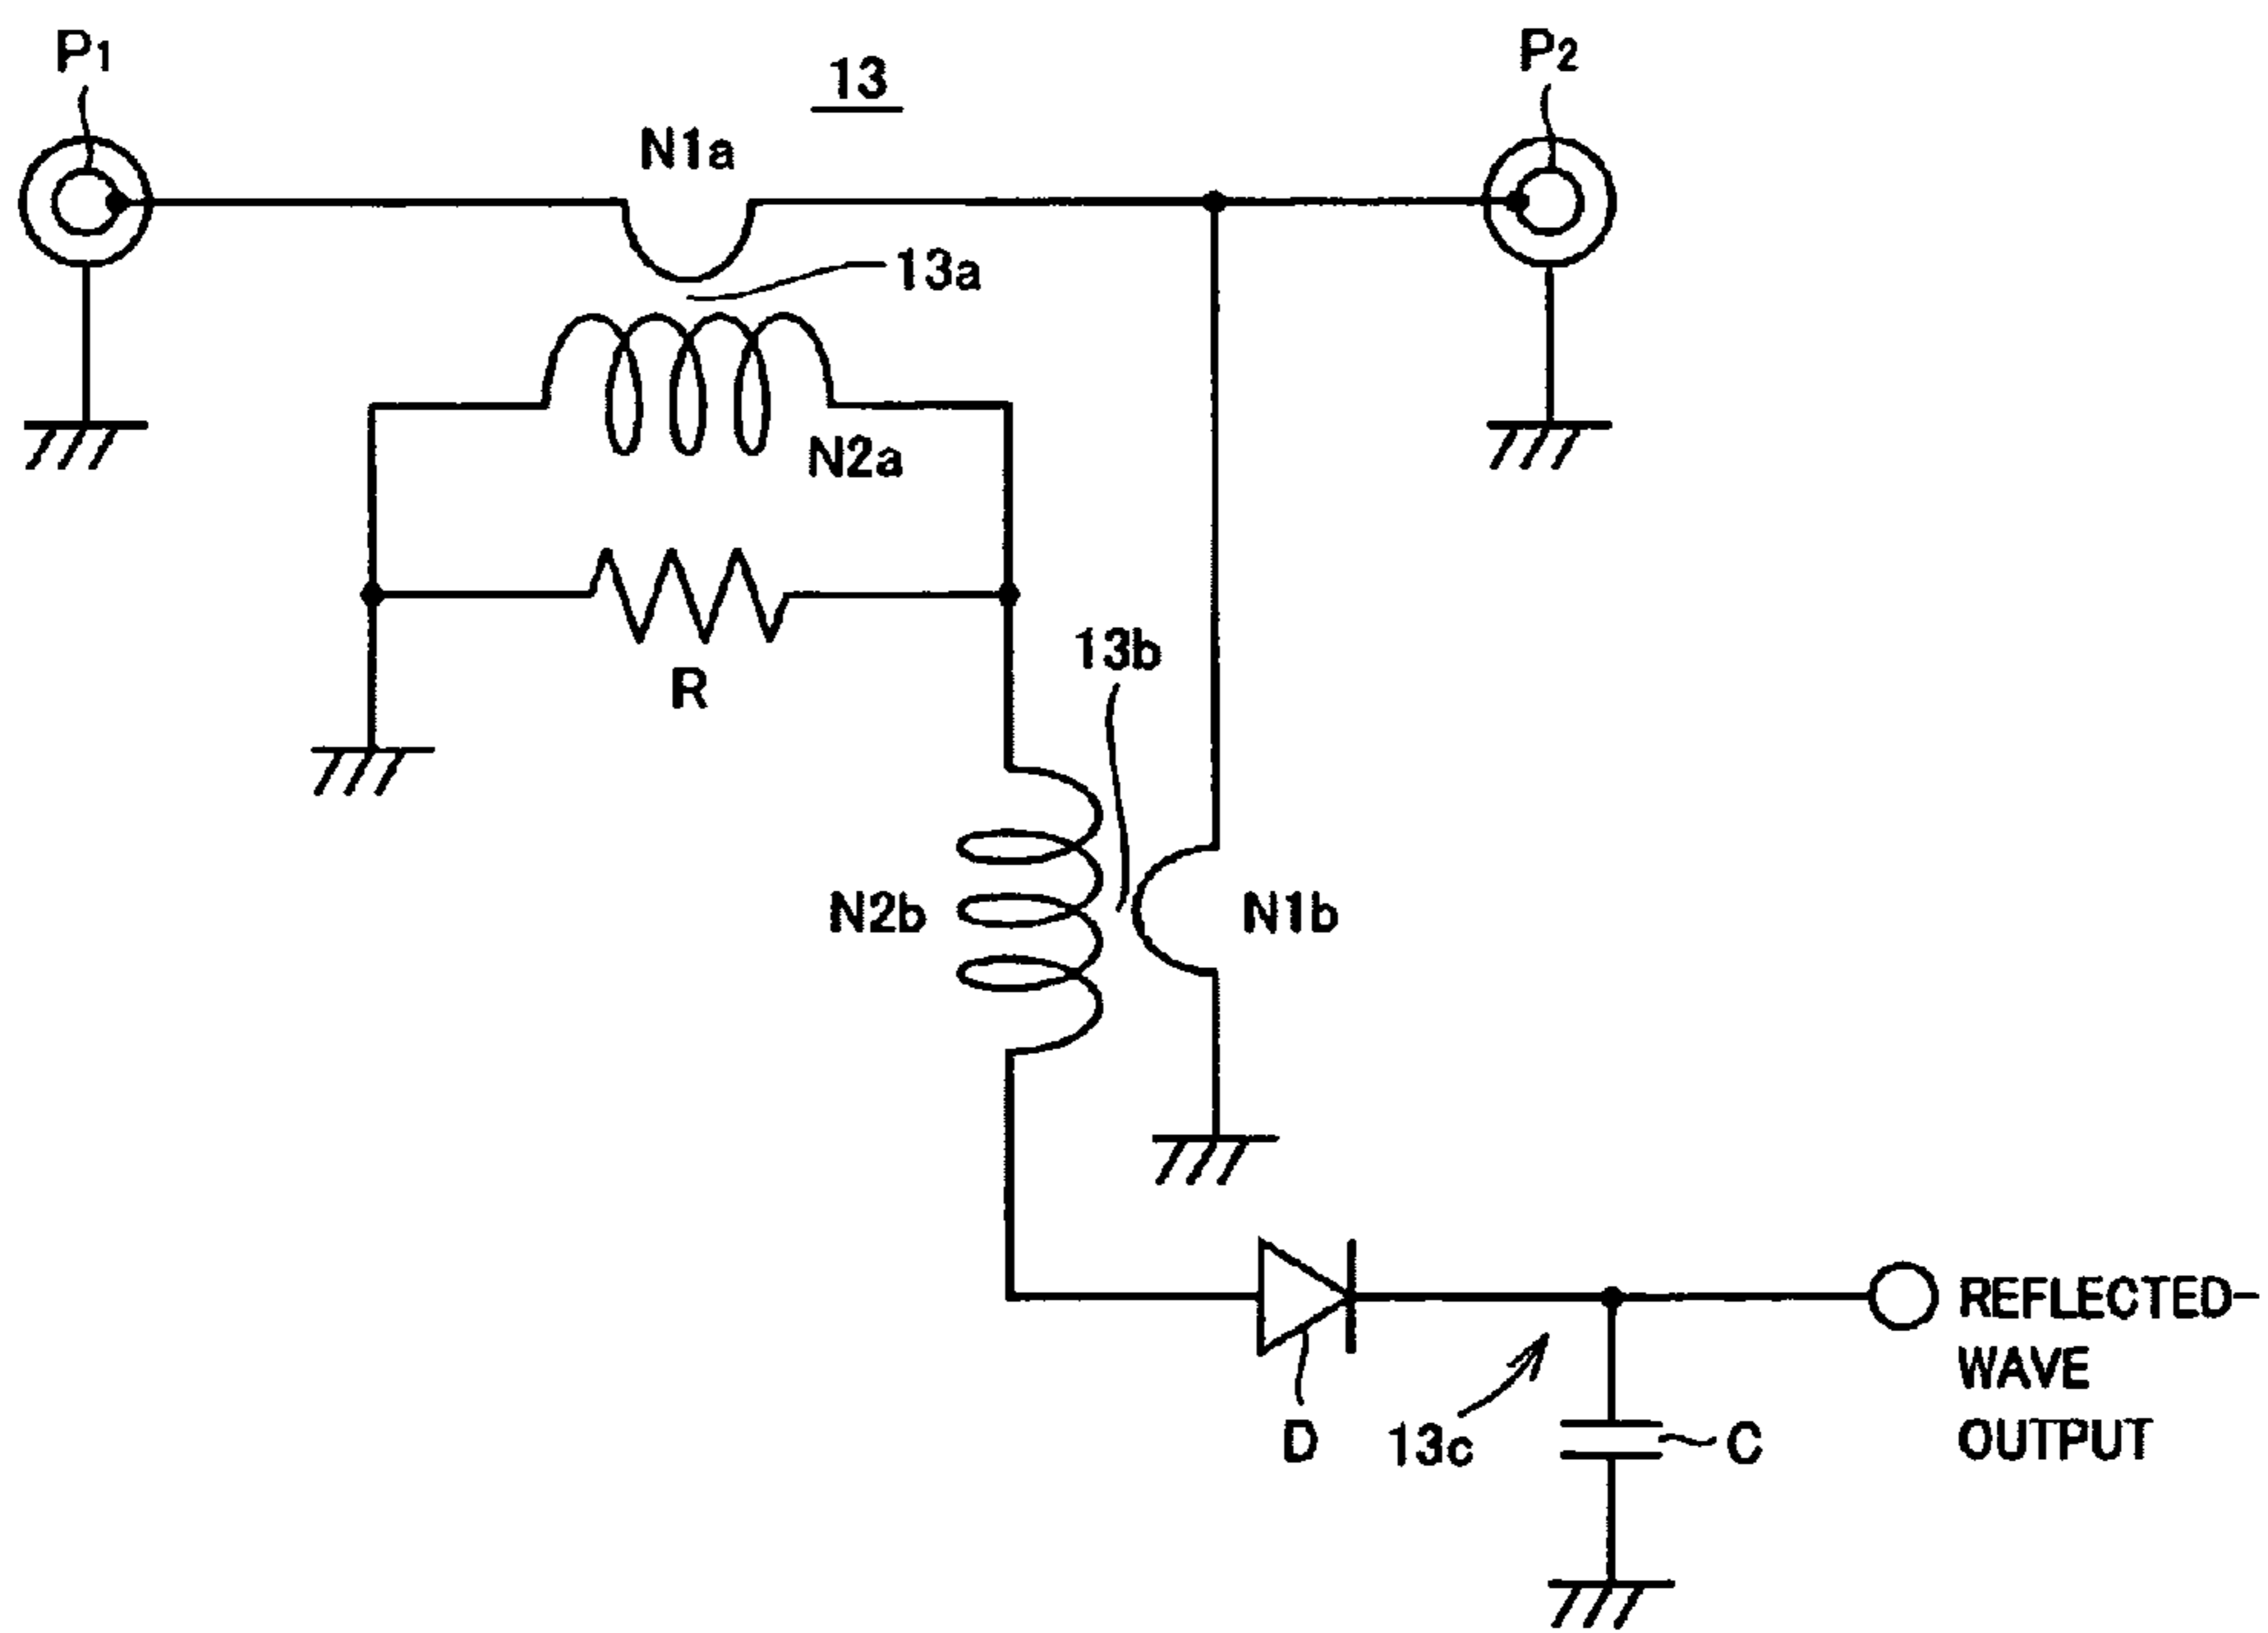 P1
13
P2
N1a
13a
N2a
R
13b
N2b
N1b
D
13c
C
REFLECTED-
WAVE
OUTPUT